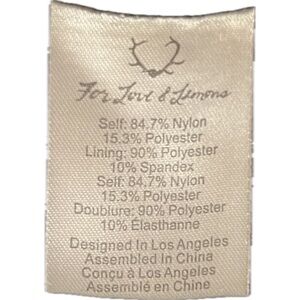 For Love & Lemons
Self: 84.7% Nylon
15.3% Polyester
Lining: 90% Polyester
10% Spandex
Self: 84.7% Nylon
15.3% Polyester
Doublure: 90% Polyester
10% Élasthanne
Designed In Los Angeles
Assembled In China
Conçu à Los Angeles
Assemblé en Chine